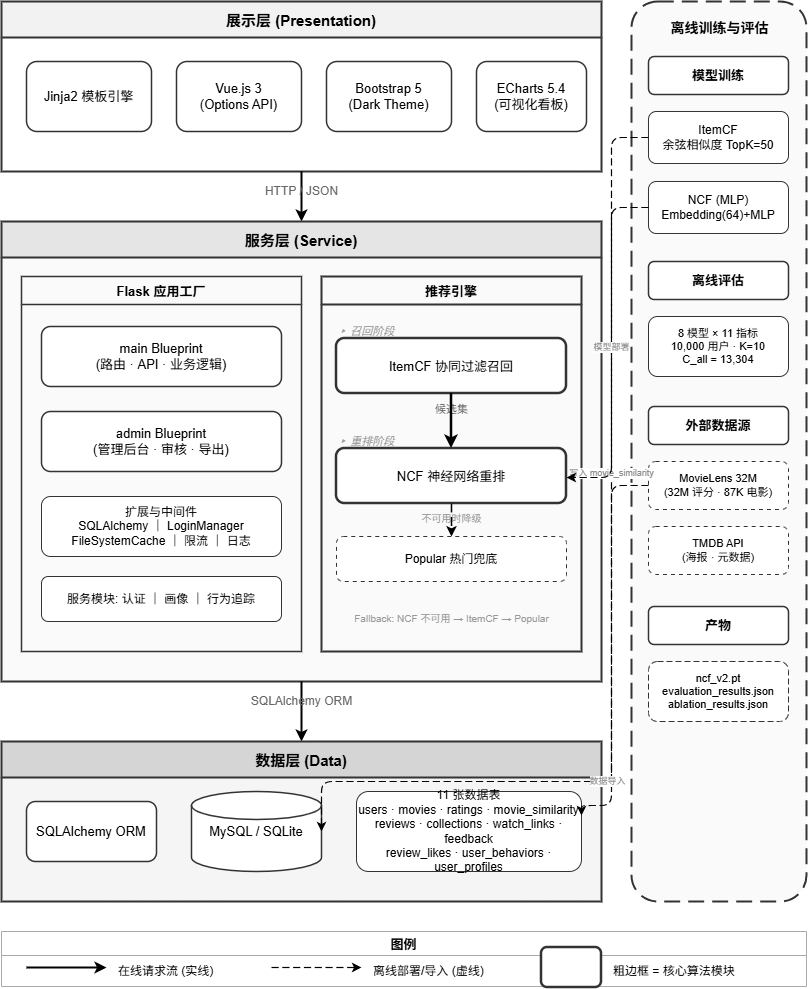 展示层 (Presentation)
Jinja2 模板引擎
Vue.js 3
(Options API)
Bootstrap 5
(Dark Theme)
ECharts 5.4
(可视化看板)
HTTP / JSON
服务层 (Service)
Flask 应用工厂
main Blueprint
(路由 · API · 业务逻辑)
admin Blueprint
(管理后台 · 审核 · 导出)
扩展与中间件
SQLAlchemy ｜ LoginManager
FileSystemCache ｜ 限流 ｜ 日志
服务模块: 认证 ｜ 画像 ｜ 行为追踪
推荐引擎
‣ 召回阶段
ItemCF 协同过滤召回
候选集
‣ 重排阶段
NCF 神经网络重排
不可用时降级
Popular 热门兜底
Fallback: NCF 不可用 → ItemCF → Popular
SQLAlchemy ORM
数据层 (Data)
SQLAlchemy ORM
MySQL / SQLite
11 张数据表
users · movies · ratings · movie_similarity
reviews · collections · watch_links ·
feedback
review_likes · user_behaviors ·
user_profiles
离线训练与评估
模型训练
ItemCF
余弦相似度 TopK=50
NCF (MLP)
Embedding(64)+MLP
离线评估
8 模型 × 11 指标
10,000 用户 · K=10
C_all = 13,304
外部数据源
MovieLens 32M
(32M 评分 · 87K 电影)
TMDB API
(海报 · 元数据)
产物
ncf_v2.pt
evaluation_results.json
ablation_results.json
模型部署
写入 movie_similarity
数据导入
图例
在线请求流 (实线)
离线部署/导入 (虚线)
粗边框 = 核心算法模块